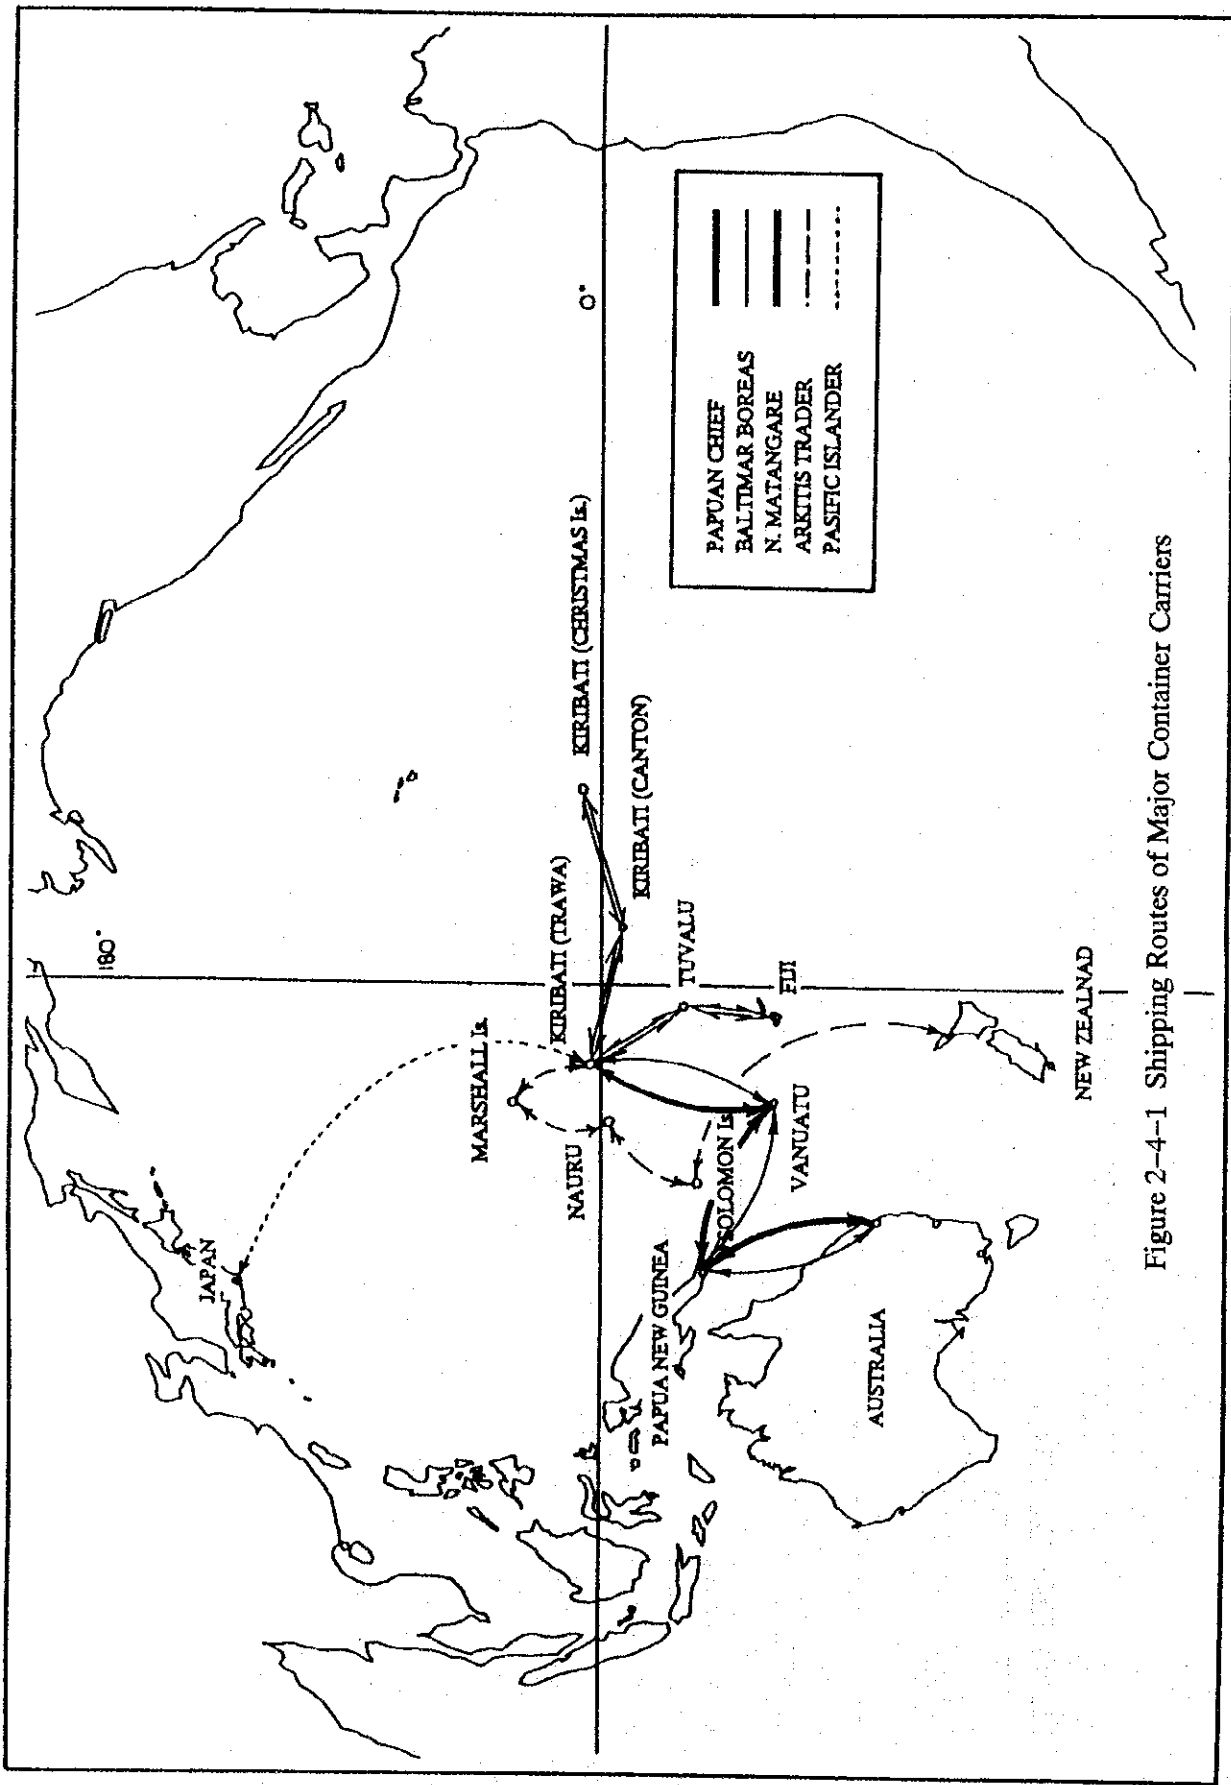 180°
JAPAN
MARSHALL Is.
KIRIBATI (TRAWA)
KIRIBATI (CHRISTMAS Is.)
0°
NAURU
KIRIBATI (CANTON)
PAPUA NEW GUINEA
TUVALU
SOLOMON Is.
FIJI
VANUATU
AUSTRALIA
NEW ZEALNAD
PAPUAN CHIEF
BALTIMAR BOREAS
N. MATANGARE
ARKITIS TRADER
PASIFIC ISLANDER
Figure 2-4-1 Shipping Routes of Major Container Carriers